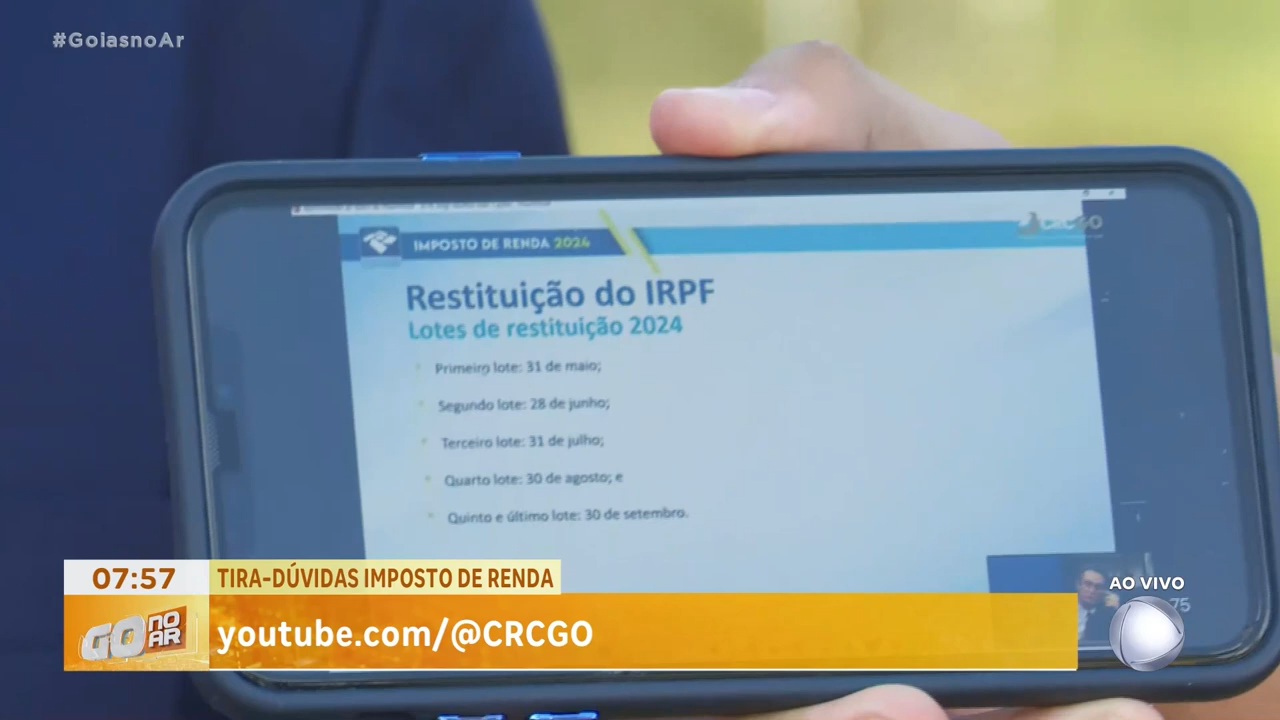 #GoiasnoAr
CRCGO
IMPOSTO DE RENDA 2024
Restituição do IRPF
Lotes de restituição 2024
Primeiro lote: 31 de maio;
Segundo lote: 28 de junho;
Terceiro lote: 31 de julho;
Quarto lote: 30 de agosto; e
Quinto e último lote: 30 de setembro.
07:57
TIRA-DÚVIDAS IMPOSTO DE RENDA
AO VIVO
75
GO NO AR
youtube.com/@CRCGO